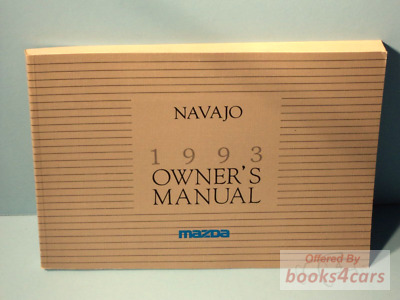 NAVAJO
1993
OWNER'S
MANUAL
mazda
Offered By
books4cars